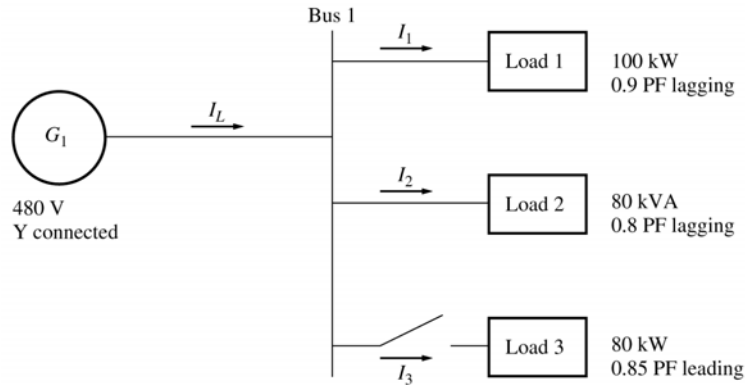 Bus 1
I₁
Load 1
100 kW
0.9 PF lagging
G₁
I_L
480 V
Y connected
I₂
Load 2
80 kVA
0.8 PF lagging
Load 3
80 kW
0.85 PF leading
I₃